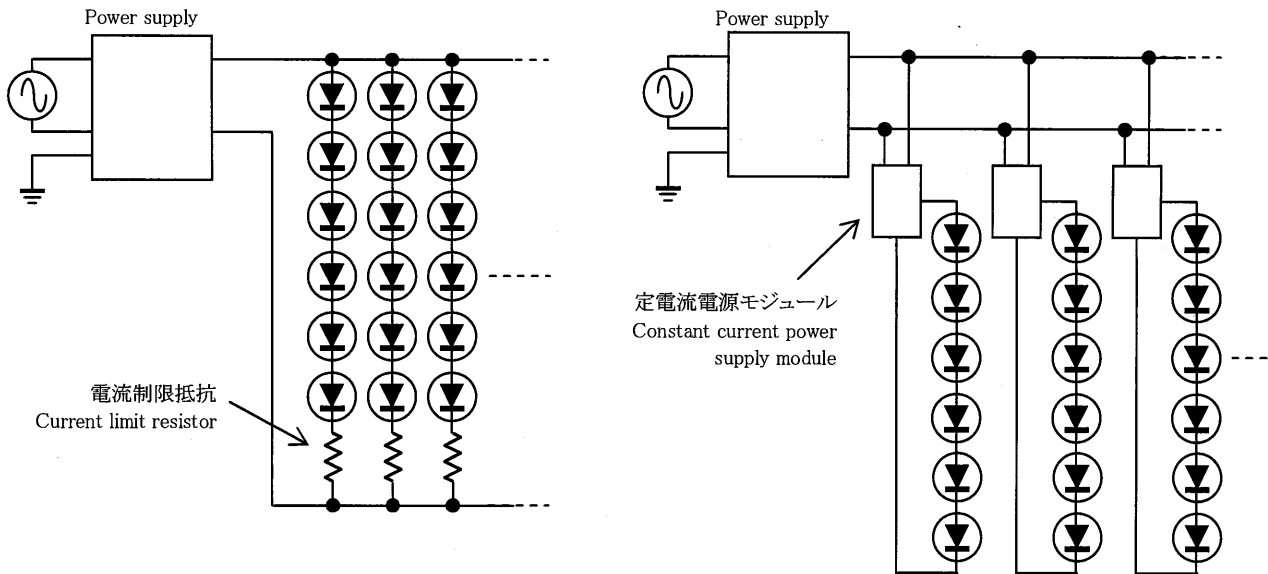 Power supply
電流制限抵抗
Current limit resistor
Power supply
定電流電源モジュール
Constant current power
supply module